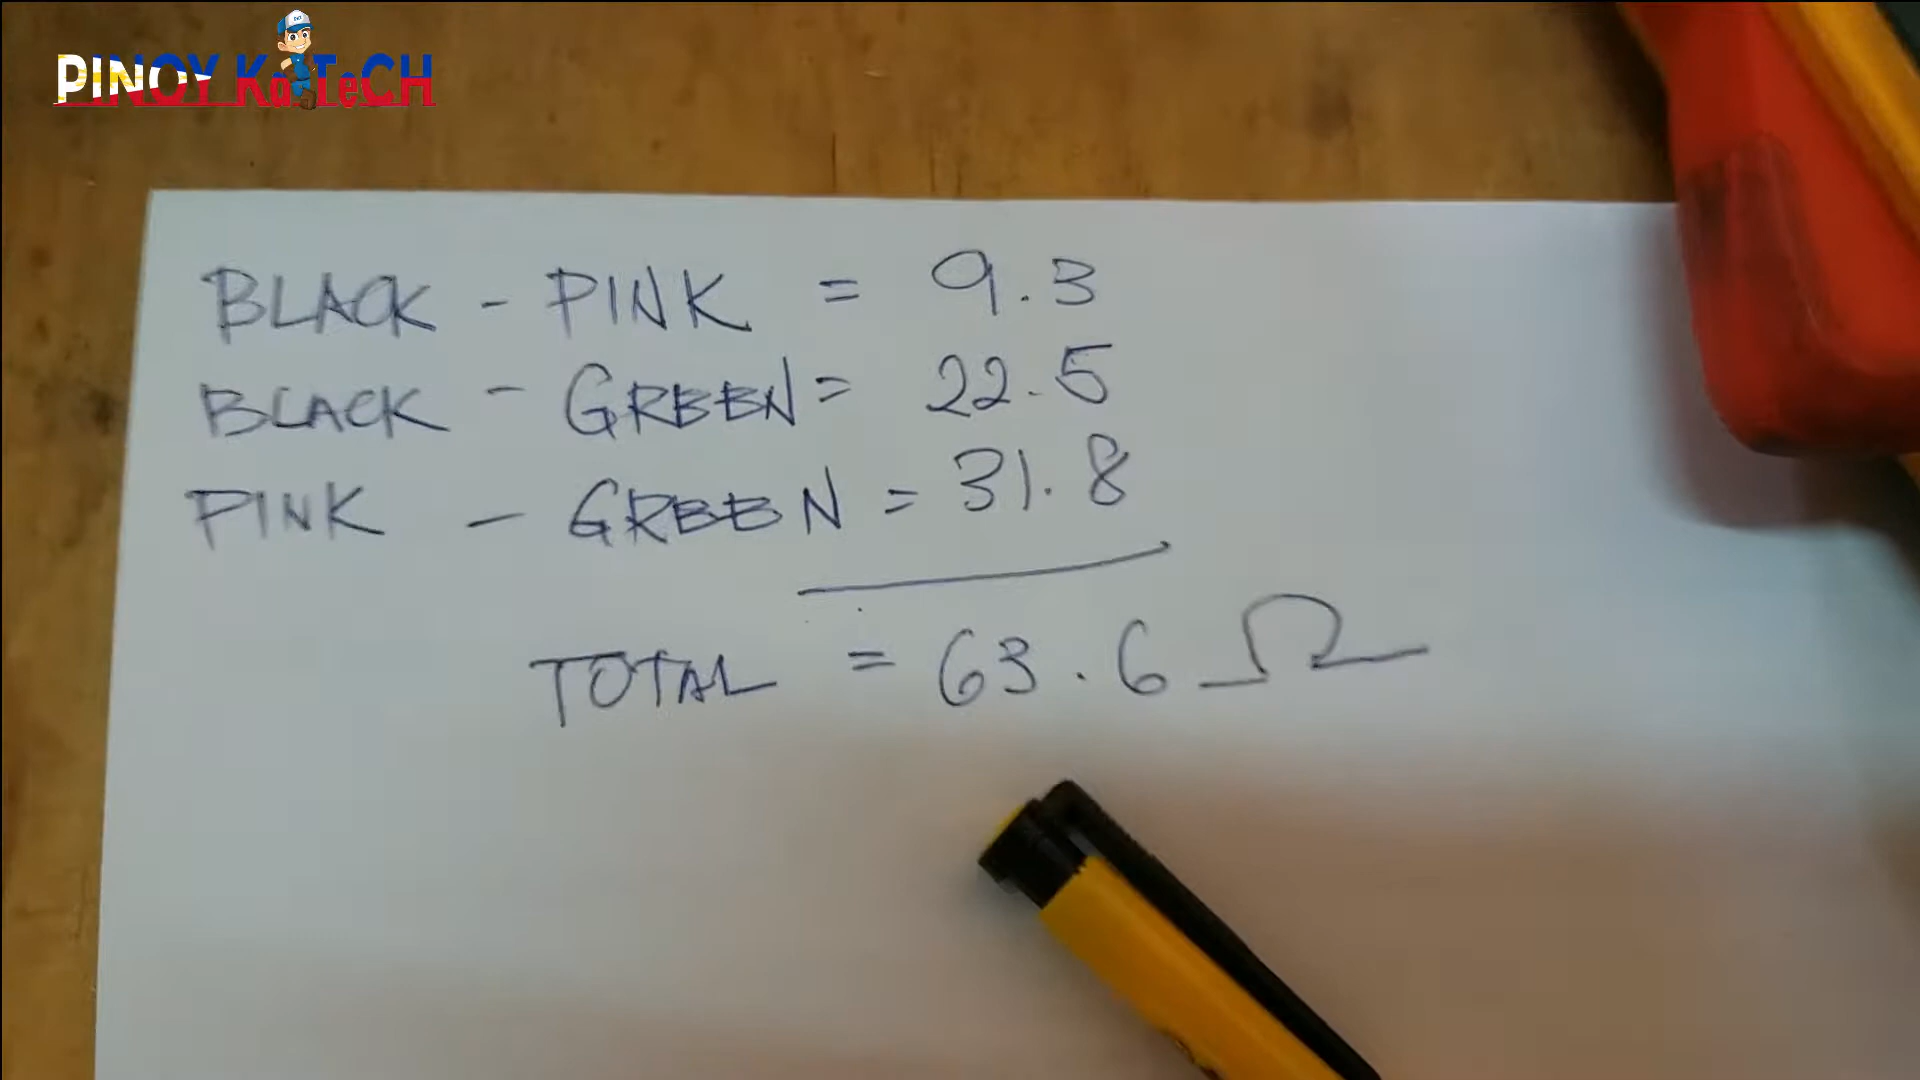 PINOY KaTeCH
BLACK - PINK = 9.3
BLACK - GREEN = 22.5
PINK - GREEN = 31.8
TOTAL = 63.6 Ω